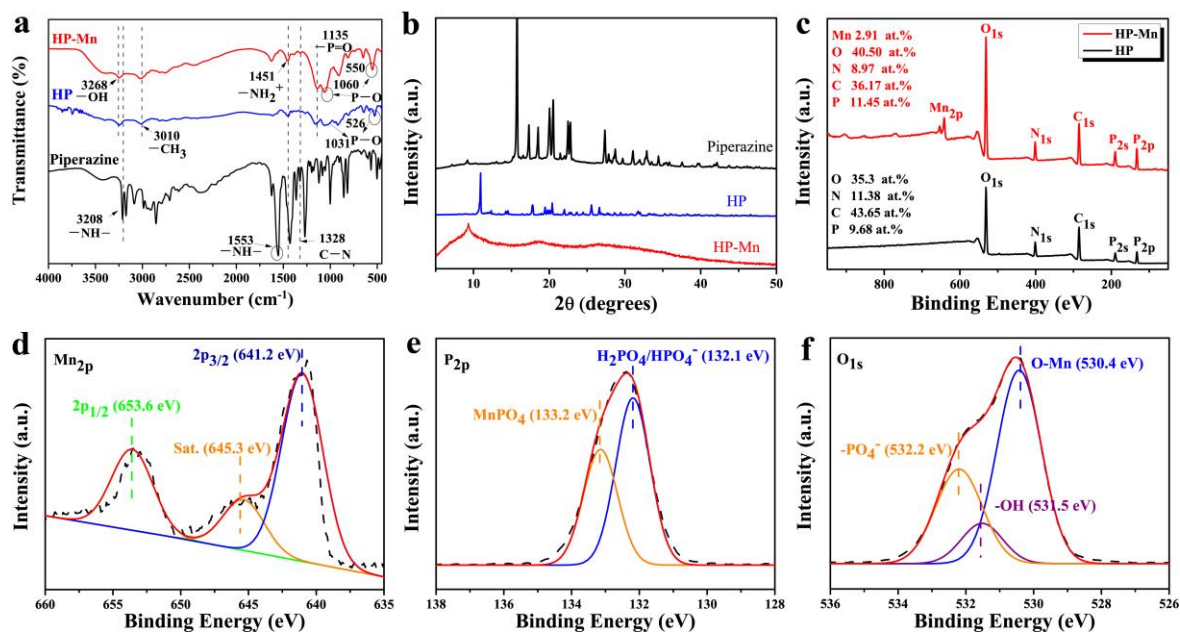 a
HP-Mn
3268
—OH
1451
—NH₂⁺
1135
P=O
550
1060
P—O
HP
3010
—CH₃
526
P—O
1031
Piperazine
3208
—NH—
1553
—NH—
1328
C—N
Transmittance (%)
4000 3500 3000 2500 2000 1500 1000 500
Wavenumber (cm⁻¹)
b
Piperazine
HP
HP-Mn
Intensity (a.u.)
10 20 30 40 50
2θ (degrees)
c
Mn 2.91 at.%
O 40.50 at.%
N 8.97 at.%
C 36.17 at.%
P 11.45 at.%
HP-Mn
HP
Mn2p
O1s
N1s
C1s
P2s
P2p
O 35.3 at.%
N 11.38 at.%
C 43.65 at.%
P 9.68 at.%
O1s
N1s
C1s
P2s
P2p
Intensity (a.u.)
800 600 400 200
Binding Energy (eV)
d
Mn2p
2p3/2 (641.2 eV)
2p1/2 (653.6 eV)
Sat. (645.3 eV)
Intensity (a.u.)
660 655 650 645 640 635
Binding Energy (eV)
e
P2p
H₂PO₄/HPO₄⁻ (132.1 eV)
MnPO₄ (133.2 eV)
Intensity (a.u.)
138 136 134 132 130 128
Binding Energy (eV)
f
O1s
O-Mn (530.4 eV)
-PO₄⁻ (532.2 eV)
-OH (531.5 eV)
Intensity (a.u.)
536 534 532 530 528 526
Binding Energy (eV)